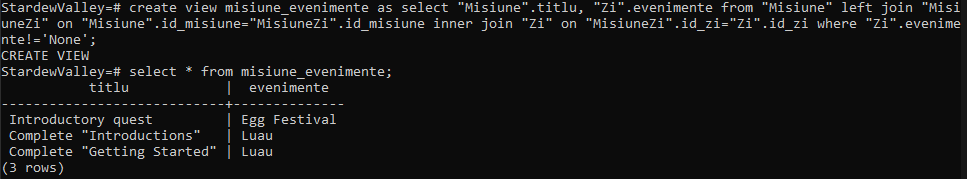 StardewValley=# create view misiune_evenimente as select "Misiune".titlu, "Zi".evenimente from "Misiune" left join "Misi
uneZi" on "Misiune".id_misiune="MisiuneZi".id_misiune inner join "Zi" on "MisiuneZi".id_zi="Zi".id_zi where "Zi".evenime
nte!='None';
CREATE VIEW
StardewValley=# select * from misiune_evenimente;
           titlu            |  evenimente
----------------------------+--------------
 Introductory quest         | Egg Festival
 Complete "Introductions"   | Luau
 Complete "Getting Started" | Luau
(3 rows)